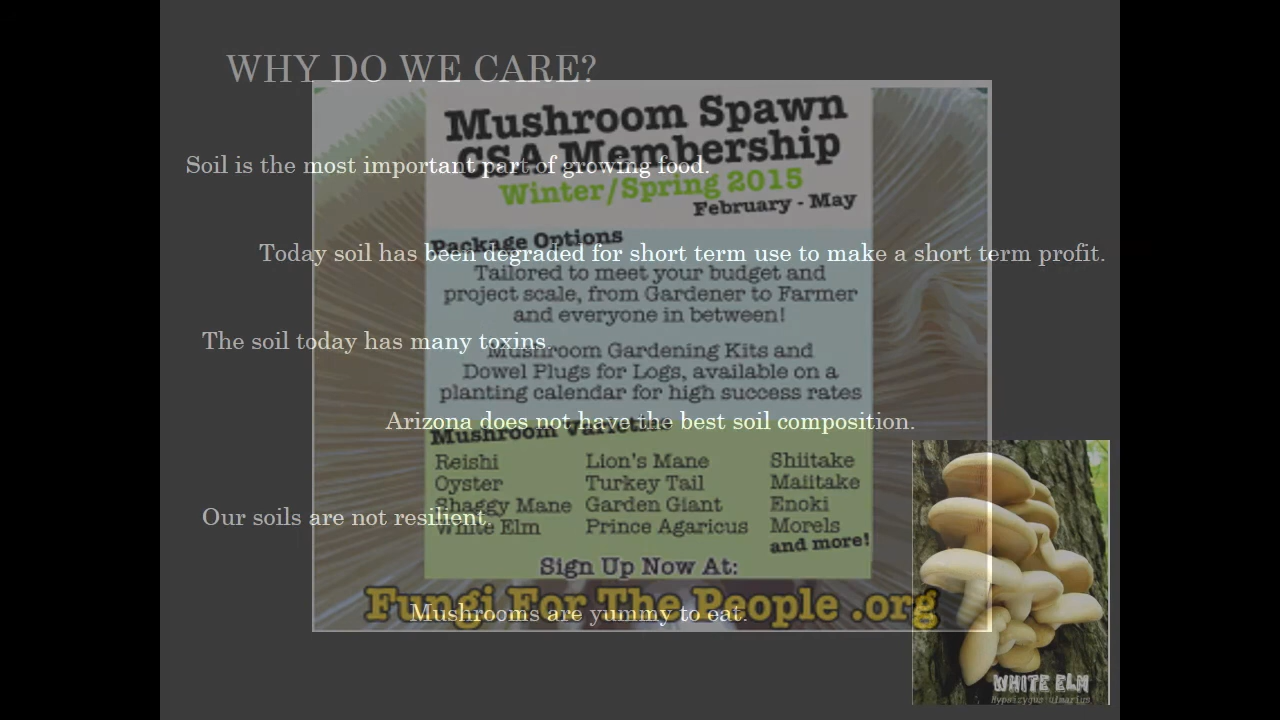 WHY DO WE CARE?
Soil is the most important part of growing food.
Today soil has been degraded for short term use to make a short term profit.
The soil today has many toxins.
Arizona does not have the best soil composition.
Our soils are not resilient.
Mushrooms are yummy to eat.
Mushroom Spawn
CSA Membership
Winter/Spring 2015
February - May
Package Options
Tailored to meet your budget and
project scale, from Gardener to Farmer
and everyone in between!
Mushroom Gardening Kits and
Dowel Plugs for Logs, available on a
planting calendar for high success rates
Mushroom Varieties
Reishi Lion's Mane Shiitake
Oyster Turkey Tail Maiitake
Shaggy Mane Garden Giant Enoki
White Elm Prince Agaricus Morels
and more!
Sign Up Now At:
Fungi For The People .org
WHITE ELM
Hypsizygus ulmarius